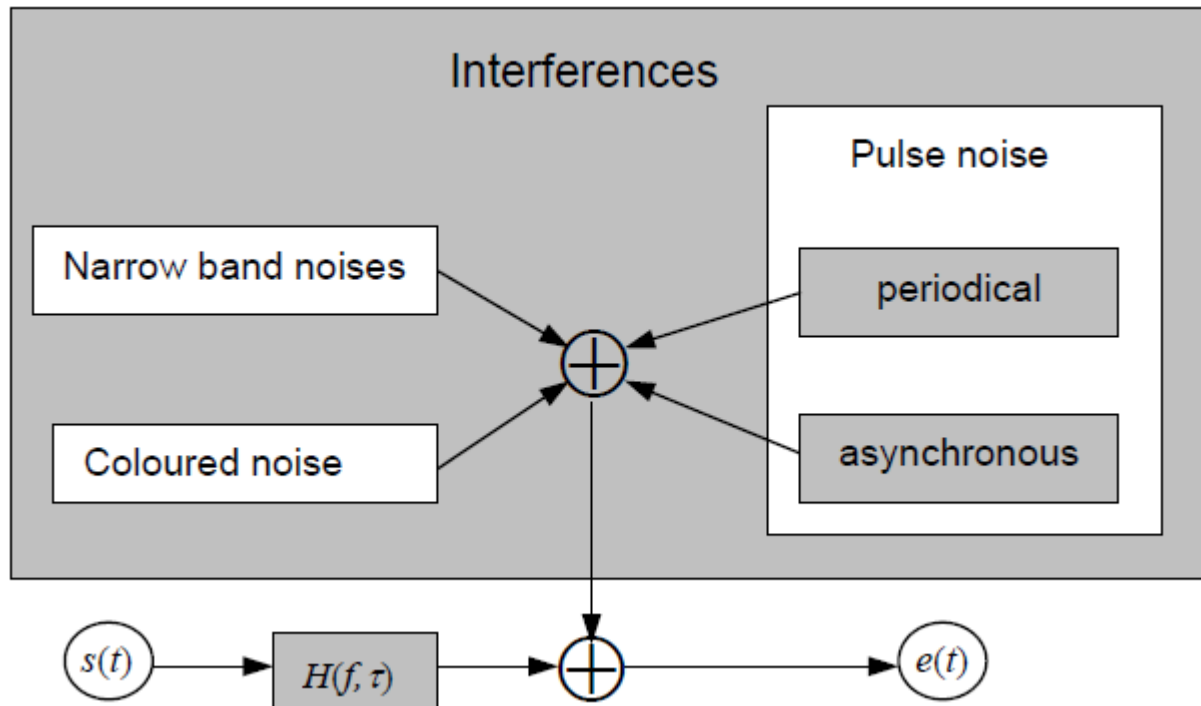 Interferences
Pulse noise
Narrow band noises
periodical
Coloured noise
asynchronous
s(t)
H(f, τ)
e(t)